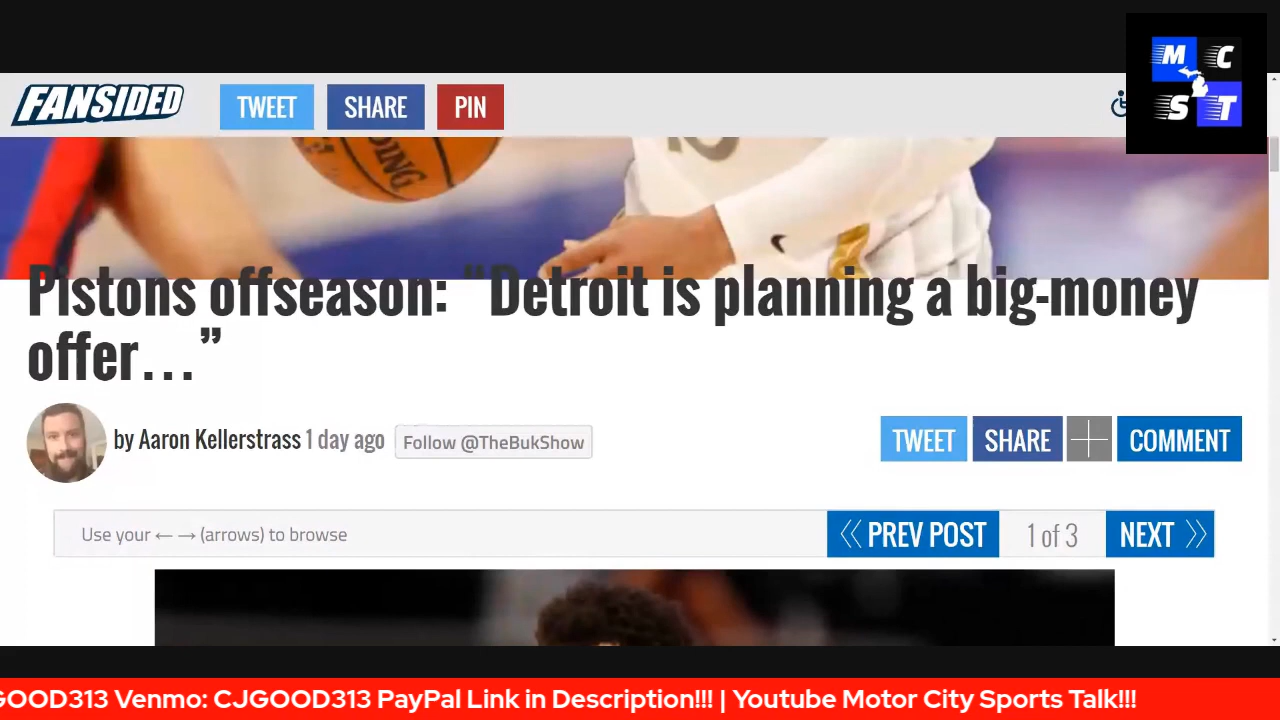 M C
S T
FANSIDED
TWEET
SHARE
PIN
DING
Pistons offseason: “Detroit is planning a big-money
offer…”
by Aaron Kellerstrass 1 day ago
Follow @TheBukShow
TWEET
SHARE
COMMENT
Use your ← → (arrows) to browse
PREV POST
1 of 3
NEXT
GOOD313 Venmo: CJGOOD313 PayPal Link in Description!!! | Youtube Motor City Sports Talk!!!